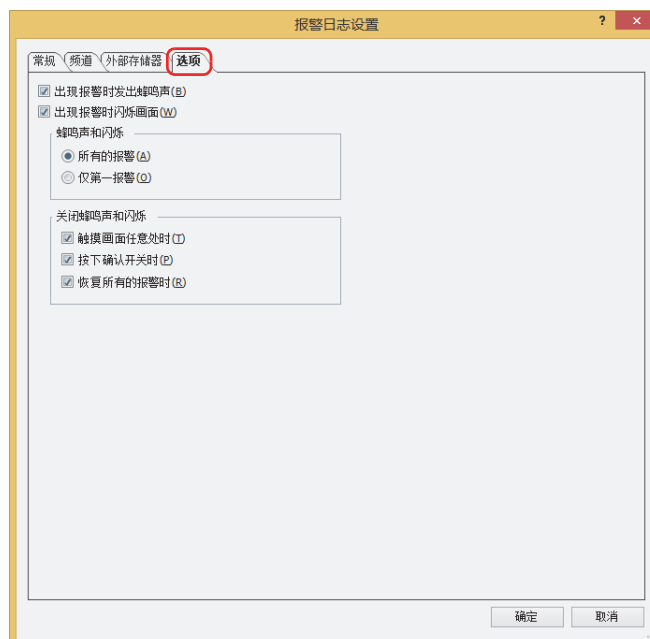 报警日志设置
? ×
常规 频道 外部存储器 选项
出现报警时发出蜂鸣声(B)
出现报警时闪烁画面(W)
蜂鸣声和闪烁
所有的报警(A)
仅第一报警(O)
关闭蜂鸣声和闪烁
触摸画面任意处时(T)
按下确认开关时(P)
恢复所有的报警时(R)
确定 取消